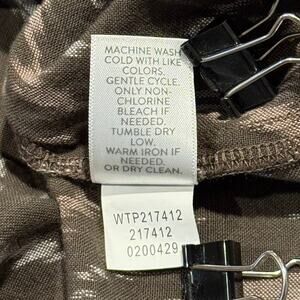 MACHINE WASH
COLD WITH LIKE
COLORS.
GENTLE CYCLE.
ONLY NON-
CHLORINE
BLEACH IF
NEEDED.
TUMBLE DRY
LOW.
WARM IRON IF
NEEDED.
OR DRY CLEAN.
WTP217412
217412
0200429